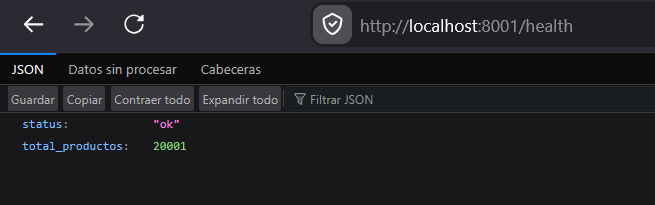 http://localhost:8001/health
JSON Datos sin procesar Cabeceras
Guardar Copiar Contraer todo Expandir todo Filtrar JSON
status: "ok"
total_productos: 20001